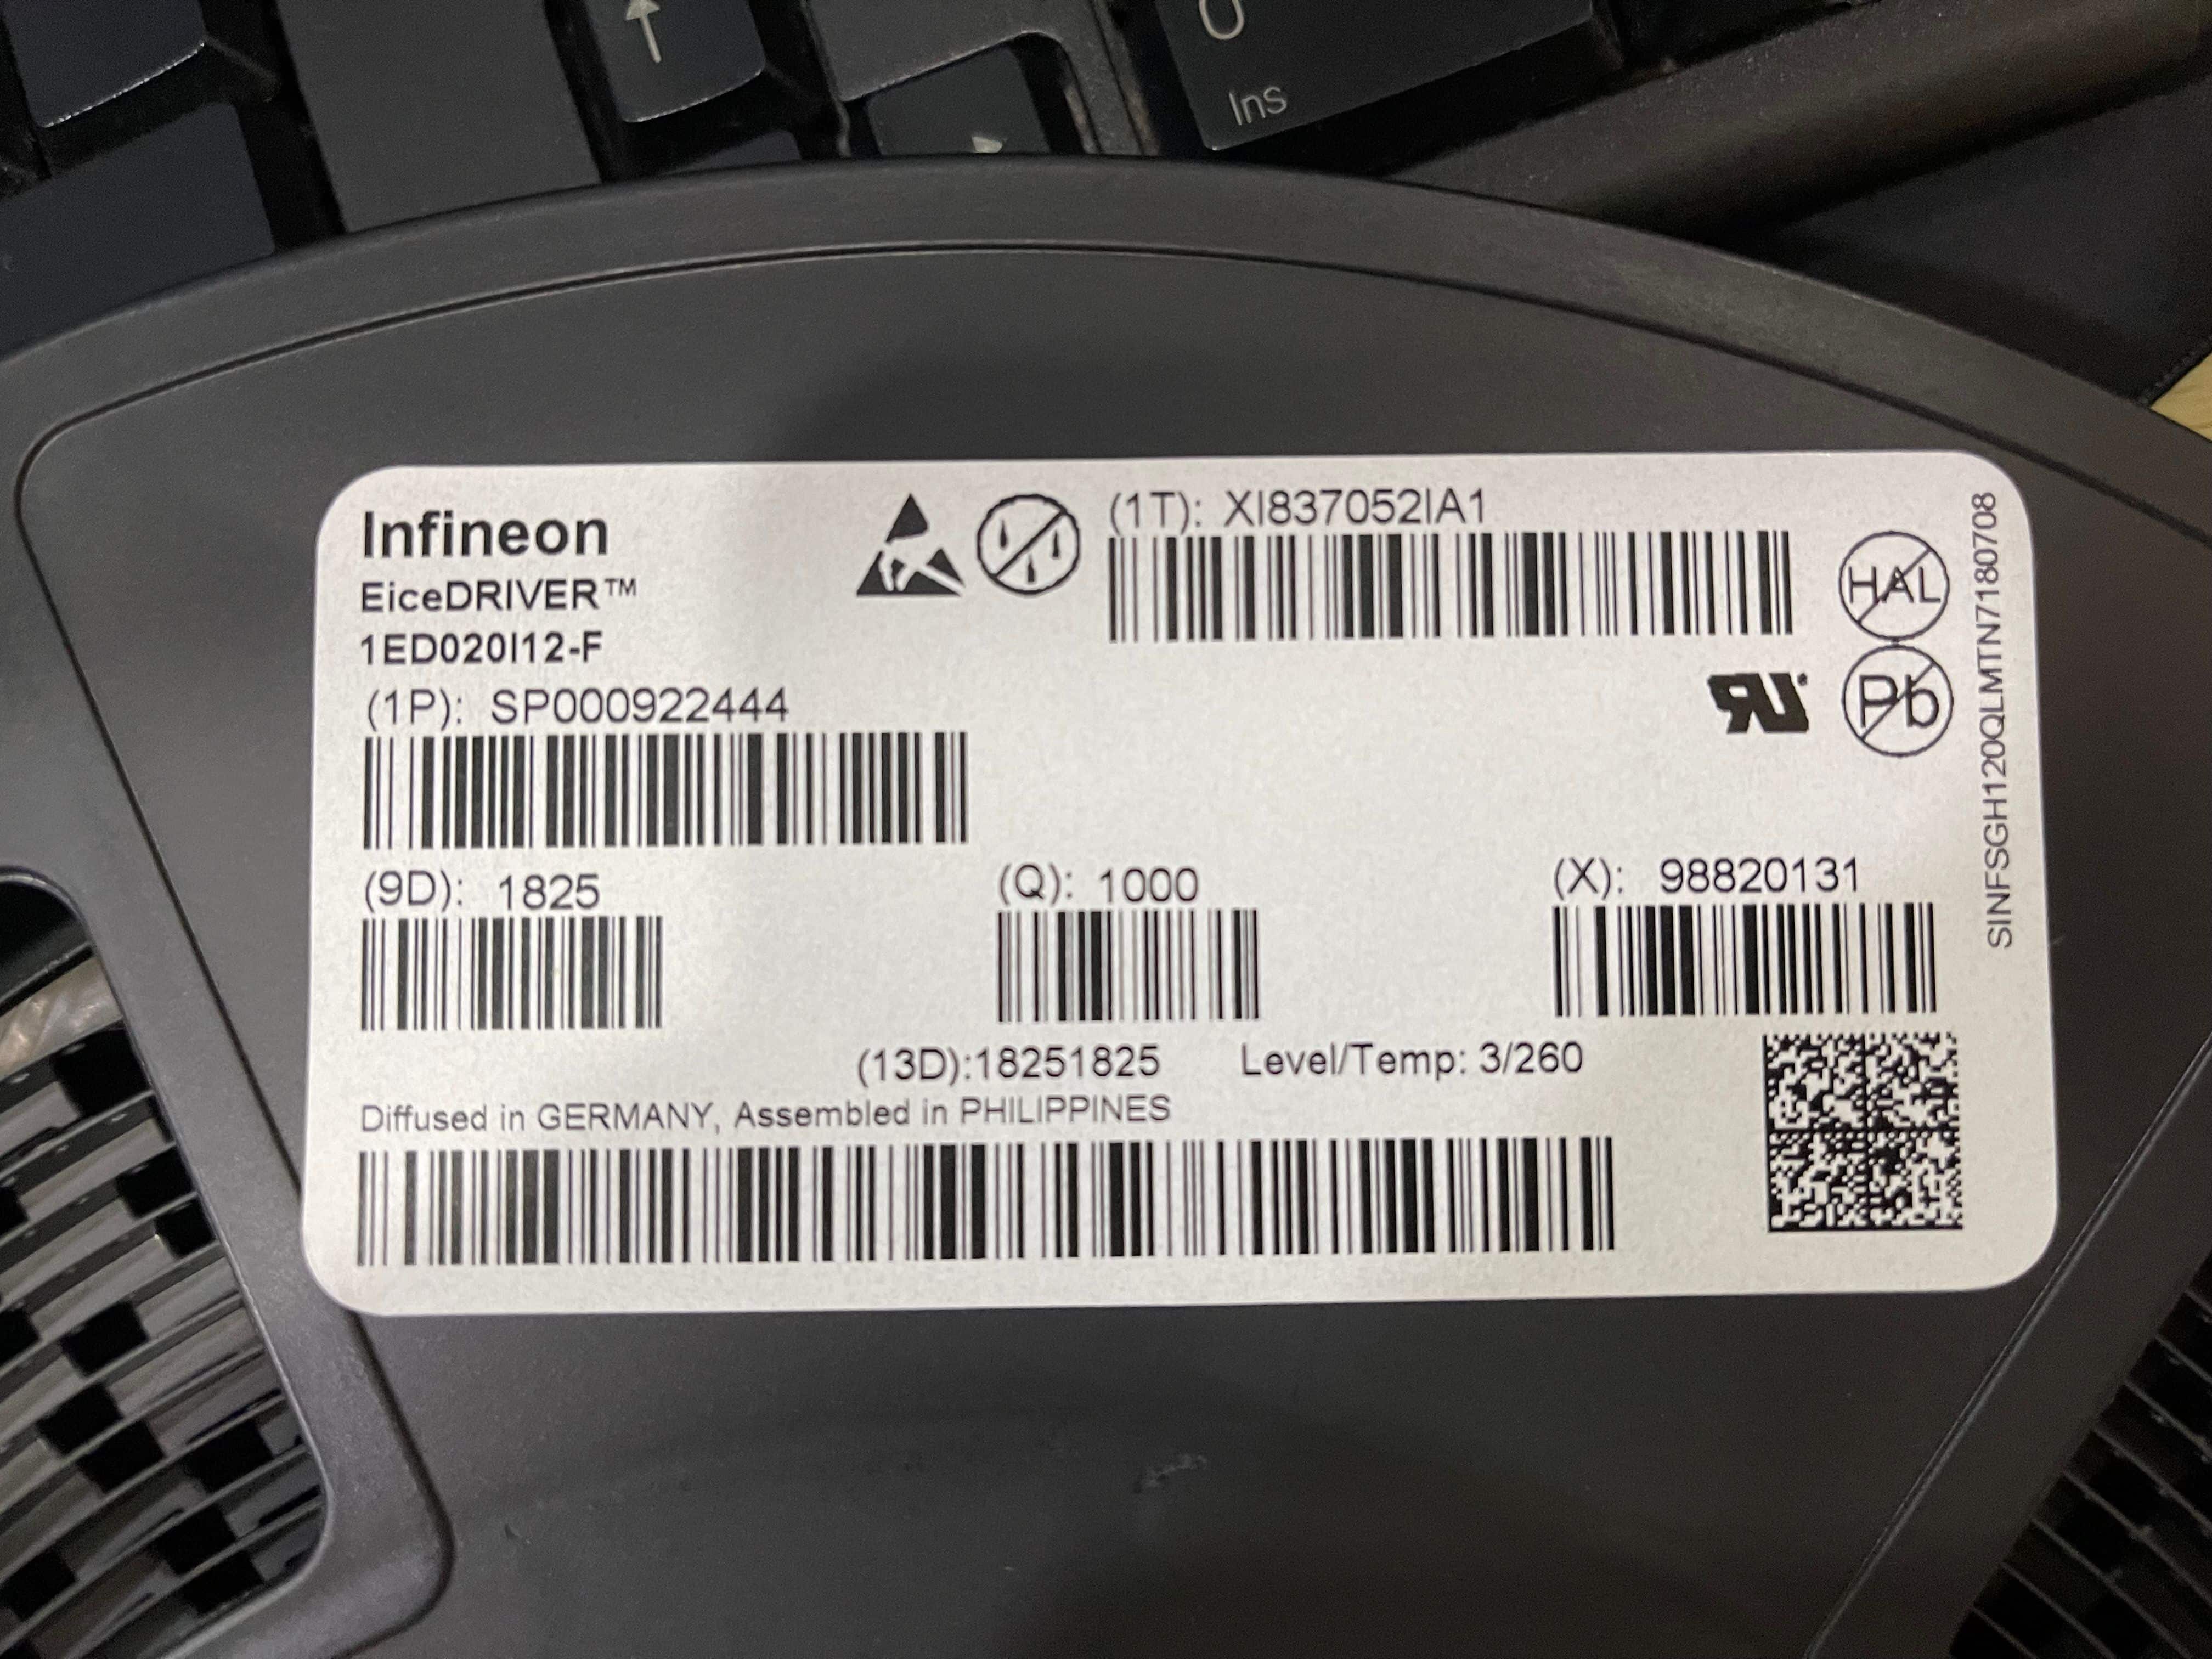 ↑
0
Ins
Infineon
EiceDRIVER™
1ED020I12-F
(1P): SP000922444
(1T): XI837052IA1
HAL
Pb
(9D): 1825
(Q): 1000
(X): 98820131
(13D):18251825 Level/Temp: 3/260
Diffused in GERMANY, Assembled in PHILIPPINES
SINFSGH120QLMTN7180708